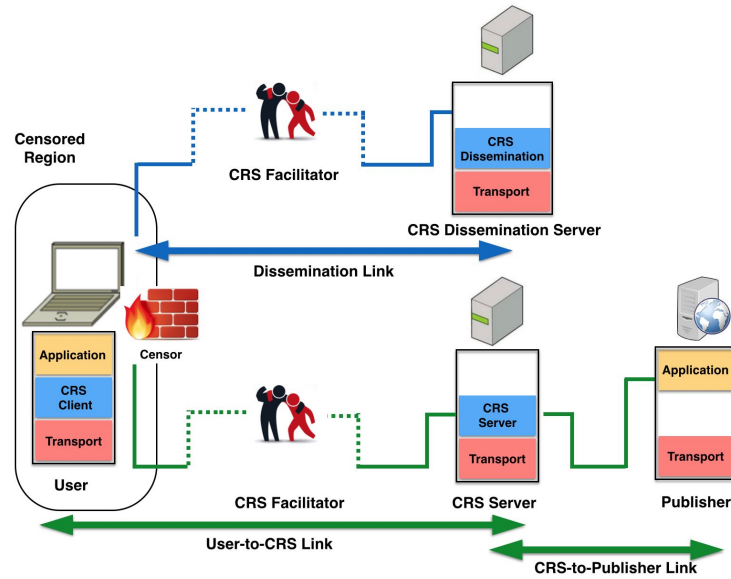 Censored
Region
CRS Facilitator
CRS
Dissemination
Transport
CRS Dissemination Server
Dissemination Link
Censor
Application
CRS
Client
Transport
User
CRS Facilitator
CRS
Server
Transport
CRS Server
Application
Transport
Publisher
User-to-CRS Link
CRS-to-Publisher Link